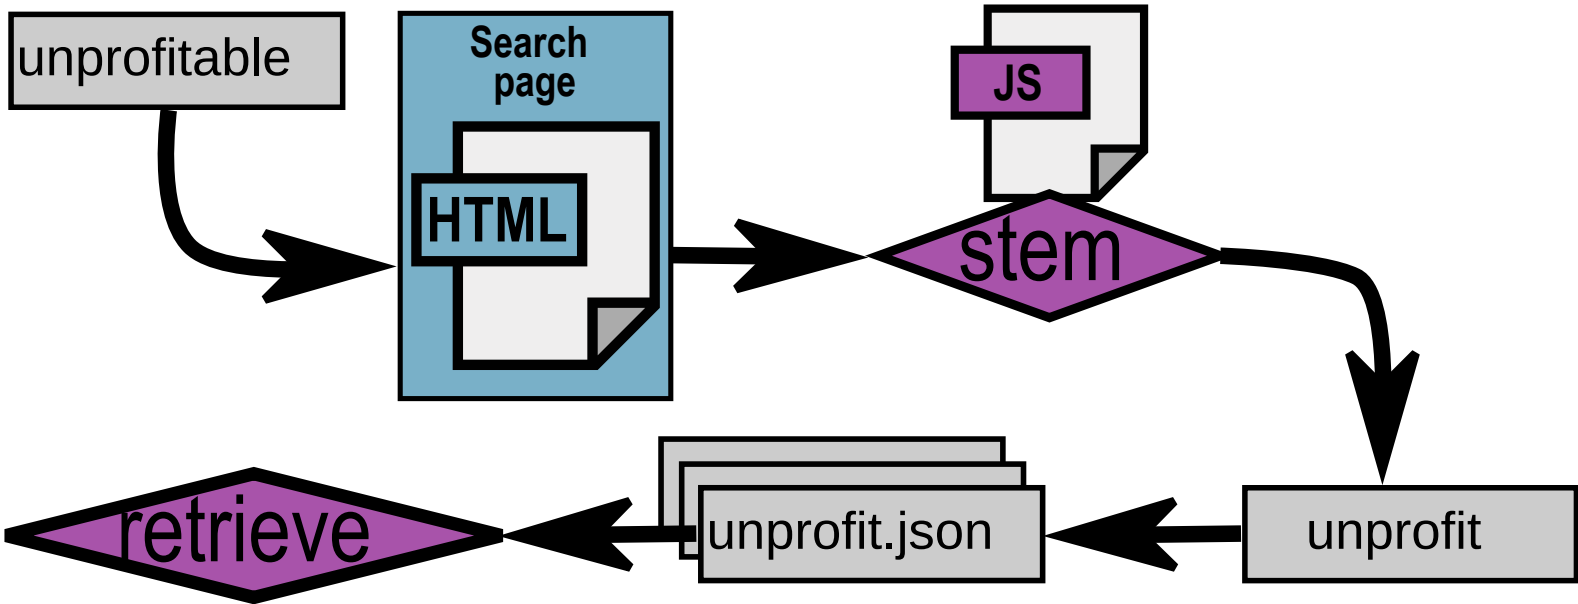 unprofitable
Search
page
HTML
JS
stem
unprofit
unprofit.json
retrieve